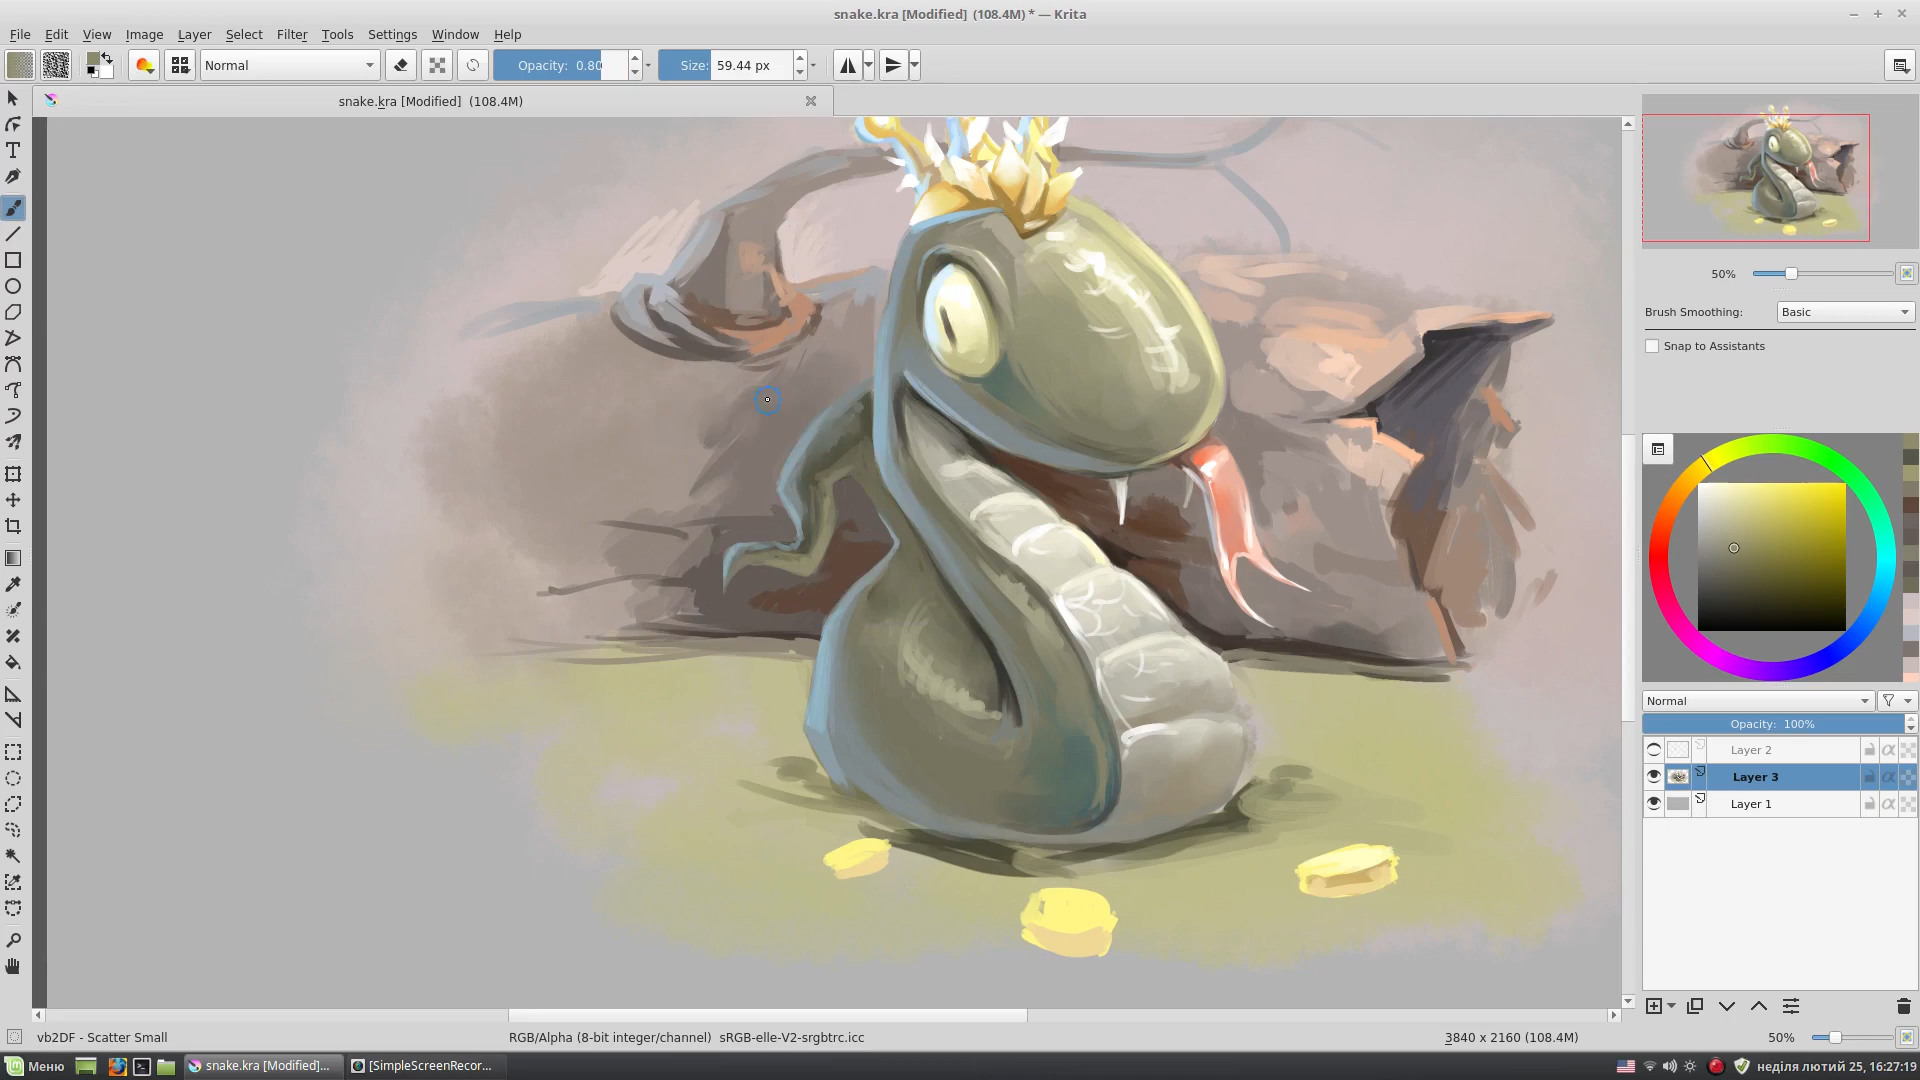 snake.kra [Modified] (108.4M) * — Krita
File Edit View Image Layer Select Filter Tools Settings Window Help
Normal Opacity: 0.80 Size: 59.44 px
snake.kra [Modified] (108.4M)
50%
Brush Smoothing: Basic
Snap to Assistants
Normal
Opacity: 100%
Layer 2
Layer 3
Layer 1
vb2DF - Scatter Small RGB/Alpha (8-bit integer/channel) sRGB-elle-V2-srgbtrc.icc 3840 x 2160 (108.4M) 50%
Меню snake.kra [Modified]... [SimpleScreenRecor... неділя лютий 25, 16:27:19